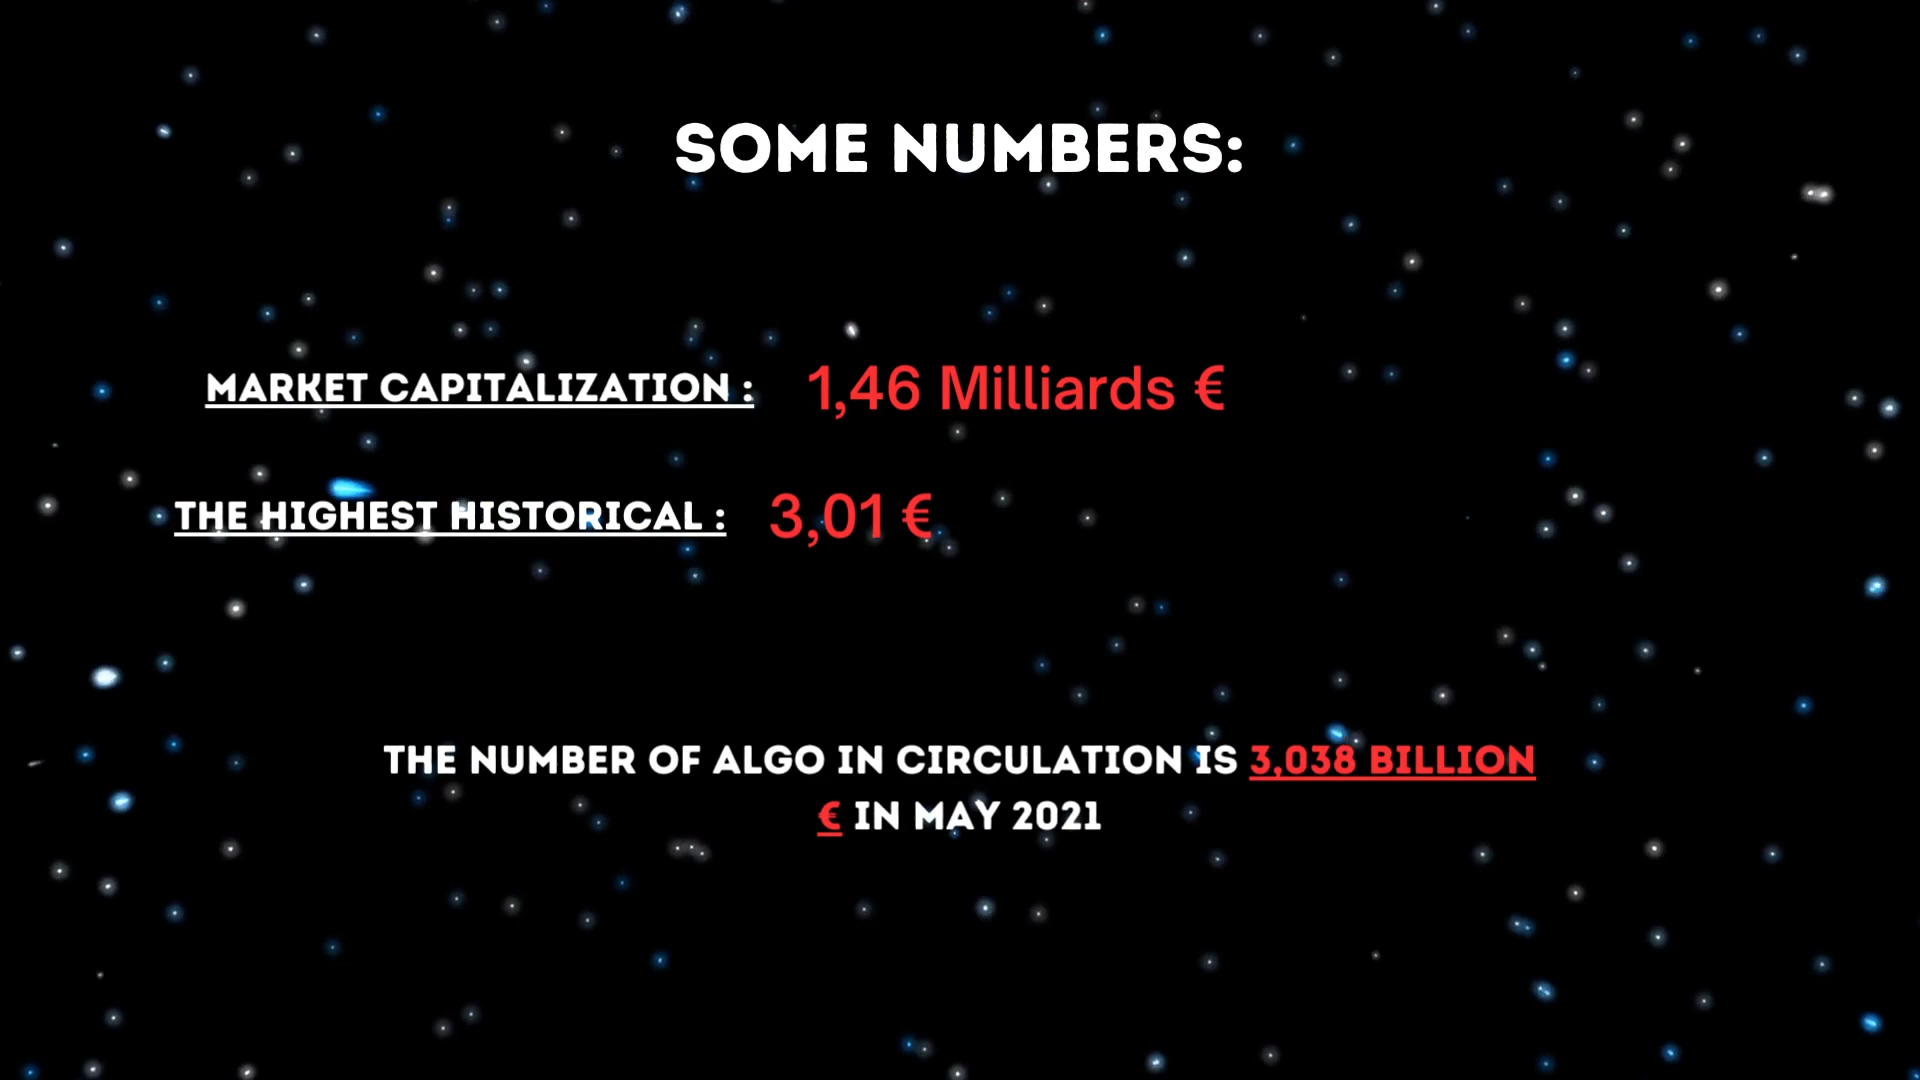 SOME NUMBERS:
MARKET CAPITALIZATION : 1,46 Milliards €
THE HIGHEST HISTORICAL : 3,01 €
THE NUMBER OF ALGO IN CIRCULATION IS 3,038 BILLION
€ IN MAY 2021